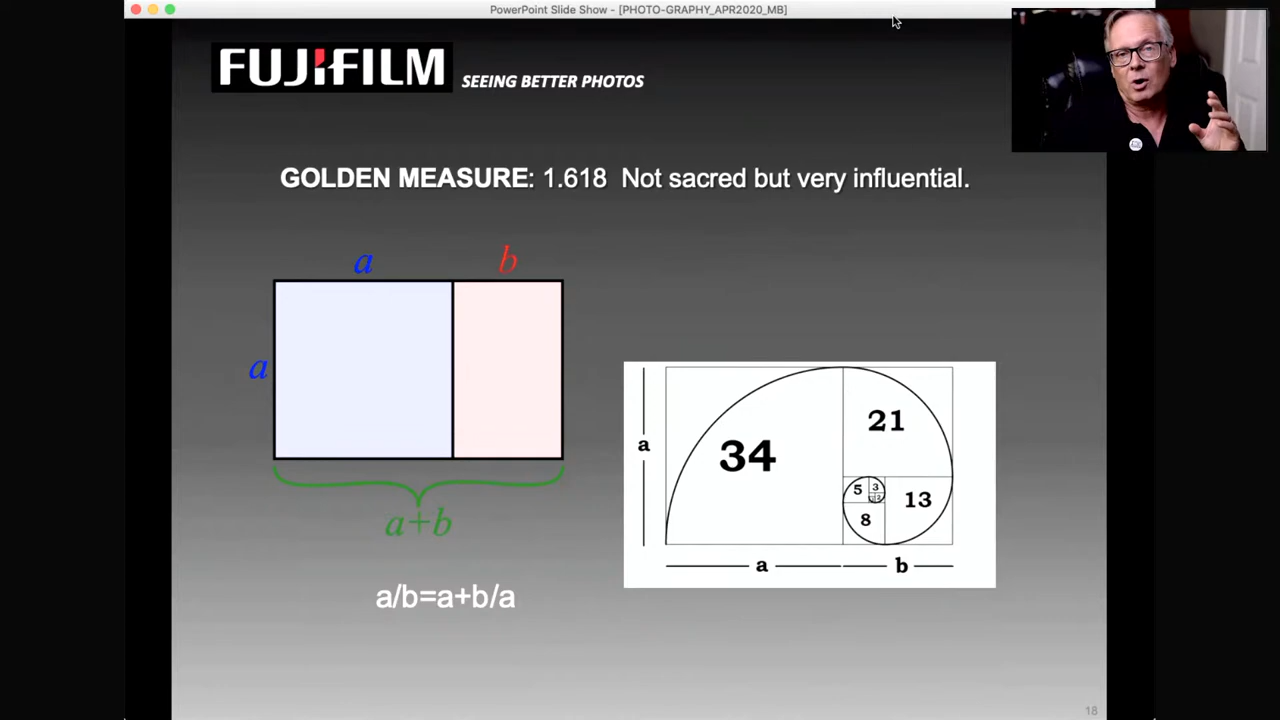 PowerPoint Slide Show - [PHOTO-GRAPHY_APR2020_MB]
FUJIFILM SEEING BETTER PHOTOS
GOLDEN MEASURE: 1.618 Not sacred but very influential.
a b
a
a+b
a/b=a+b/a
34 21
a
5 3
2
13
8
a b
18